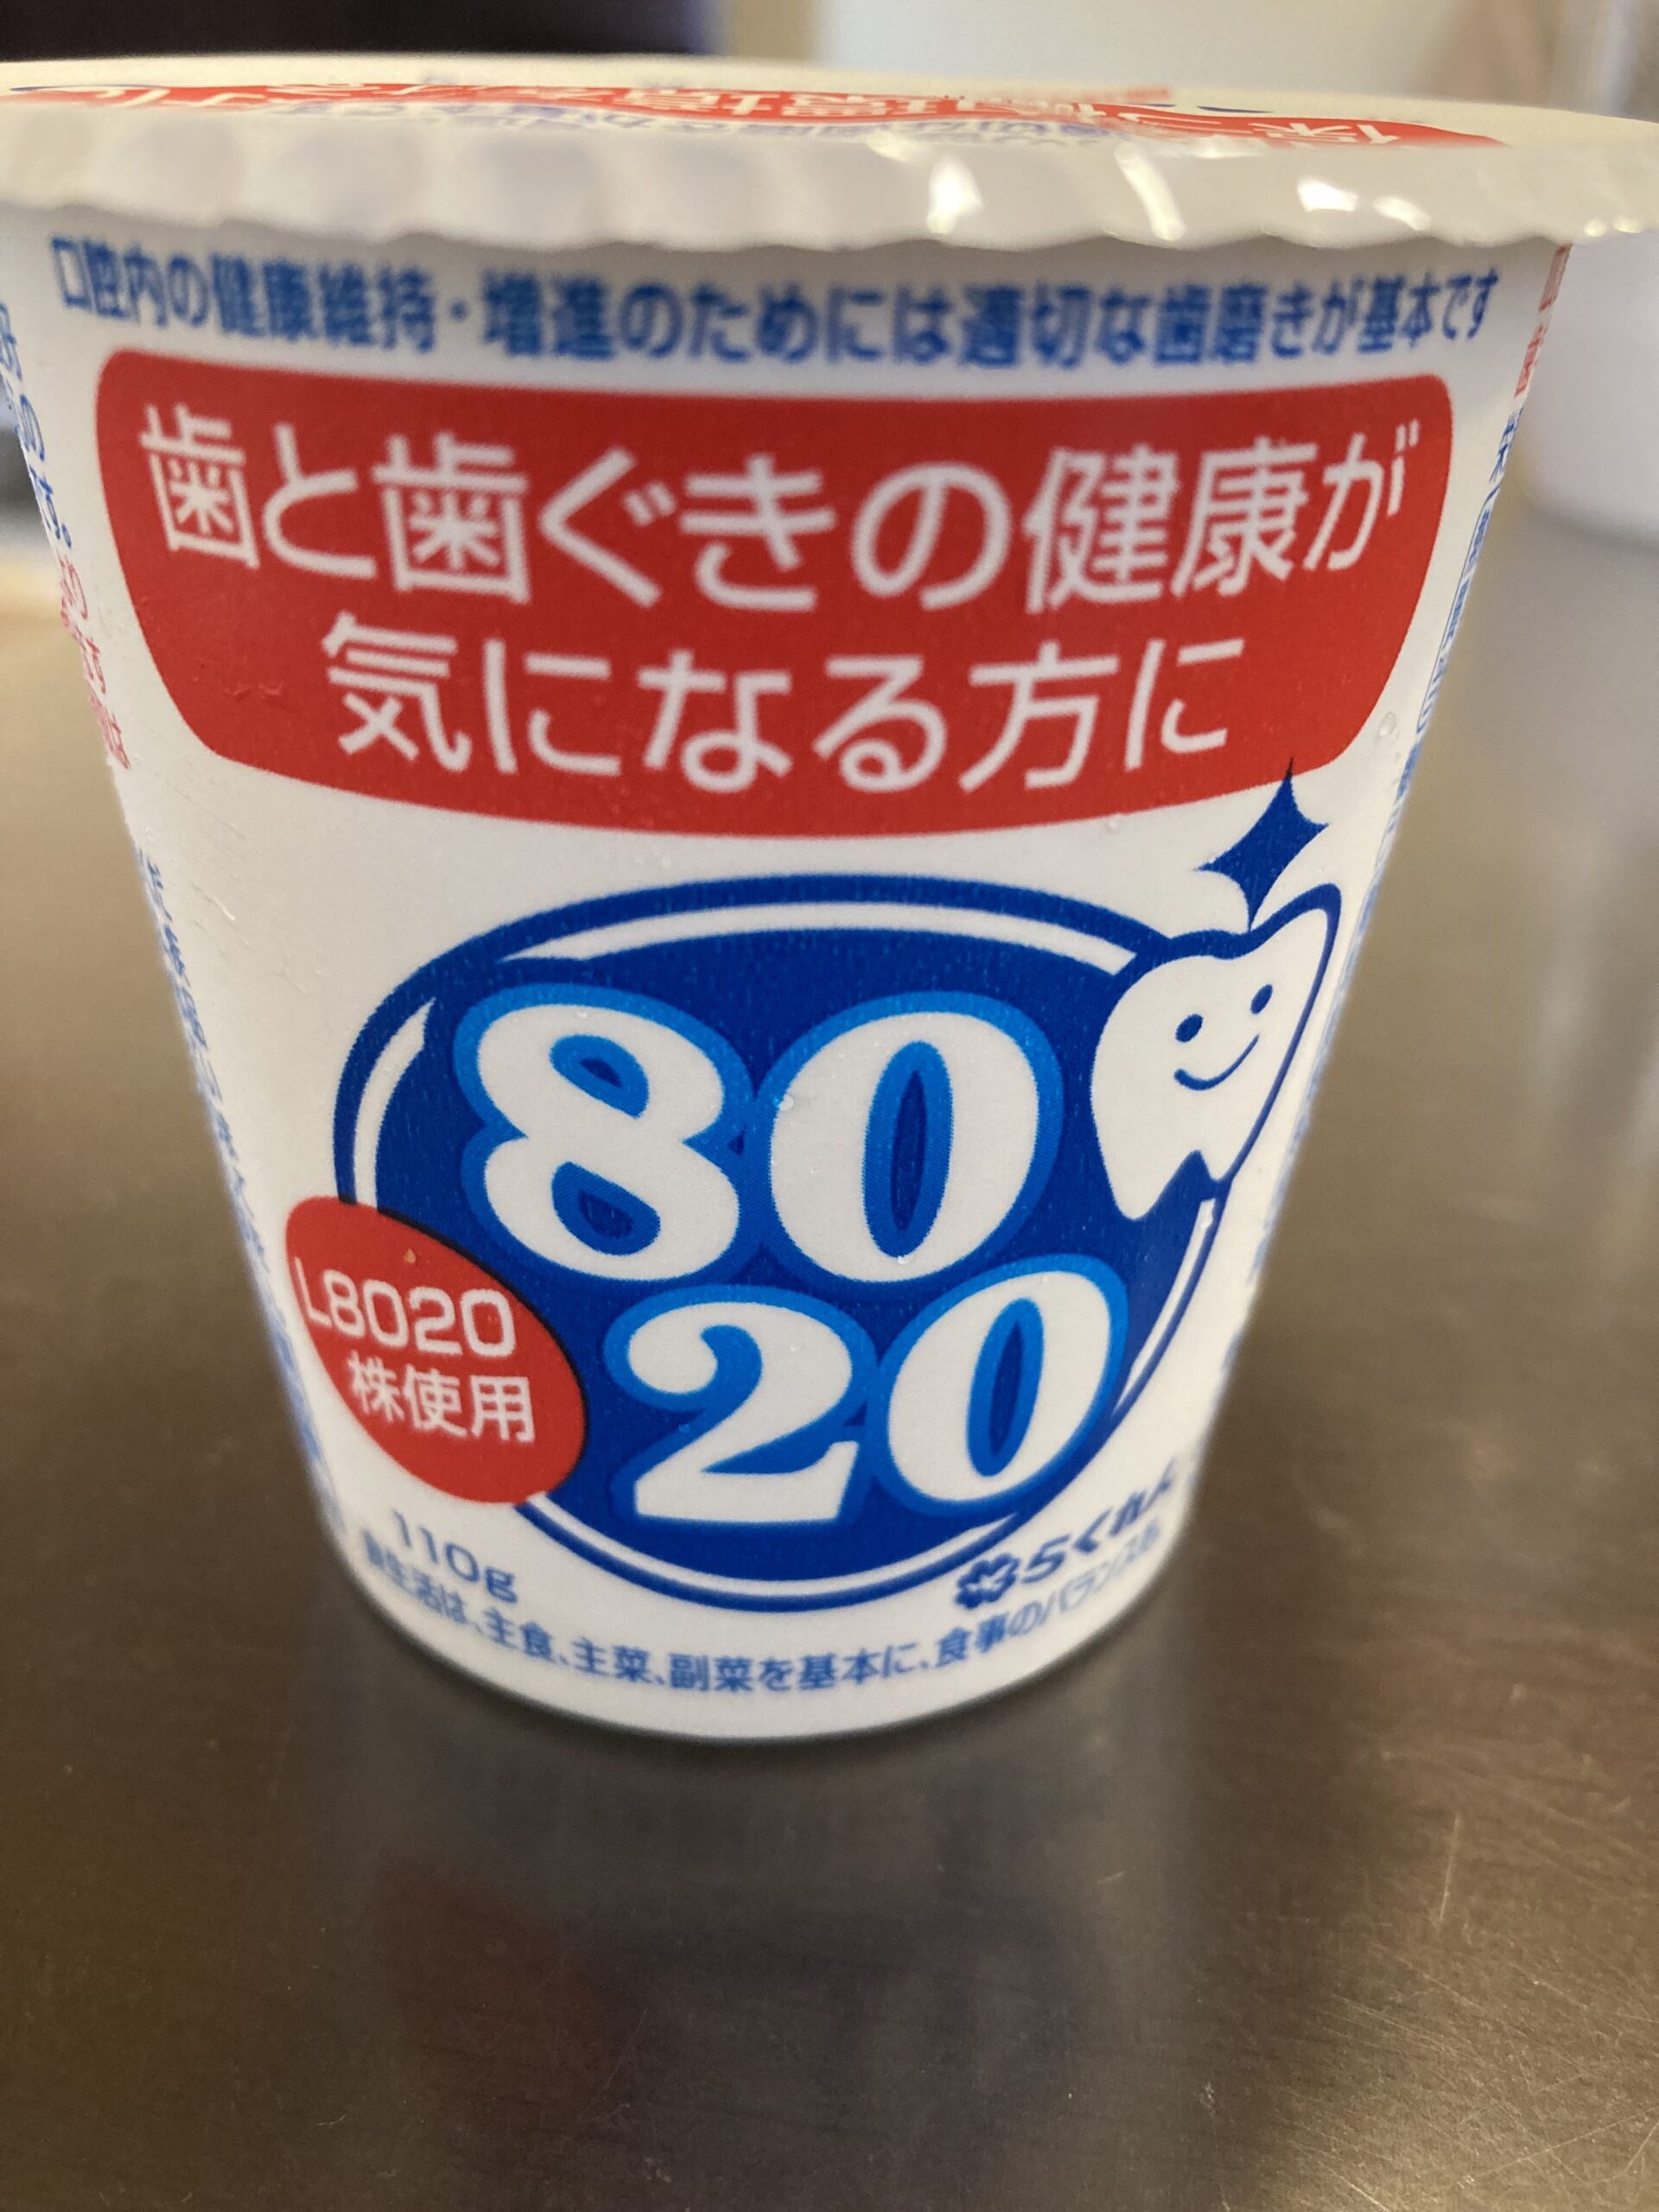 口腔内の健康維持・増進のためには適切な歯磨きが基本です
歯と歯ぐきの健康が
気になる方に
80
20
L8020
株使用
110g
らくれん
食生活は、主食、主菜、副菜を基本に、食事のバランスを